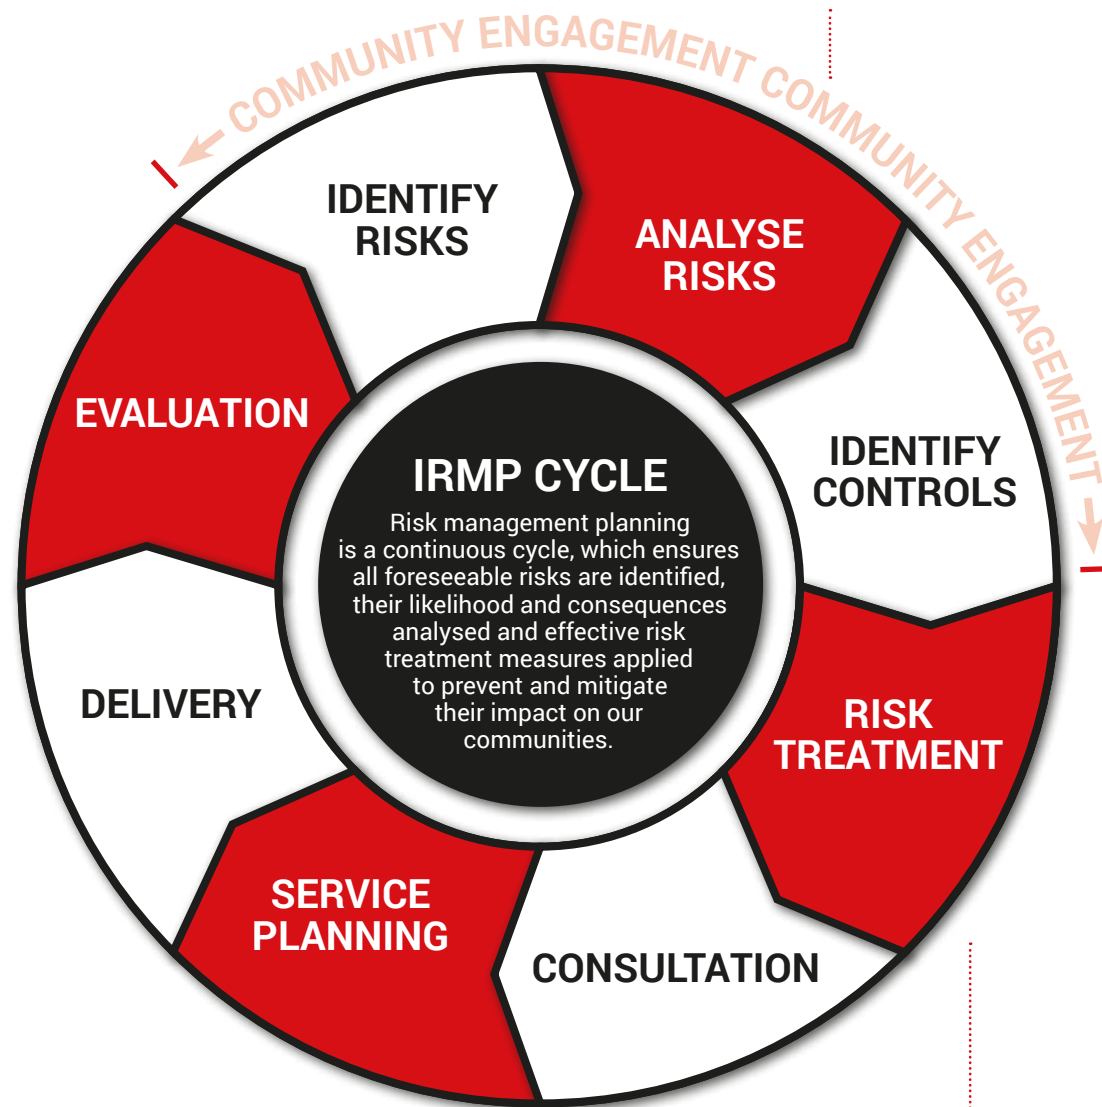 COMMUNITY ENGAGEMENT COMMUNITY ENGAGEMENT
IDENTIFY
RISKS
ANALYSE
RISKS
IDENTIFY
CONTROLS
RISK
TREATMENT
CONSULTATION
SERVICE
PLANNING
DELIVERY
EVALUATION
IRMP CYCLE
Risk management planning
is a continuous cycle, which ensures
all foreseeable risks are identified,
their likelihood and consequences
analysed and effective risk
treatment measures applied
to prevent and mitigate
their impact on our
communities.